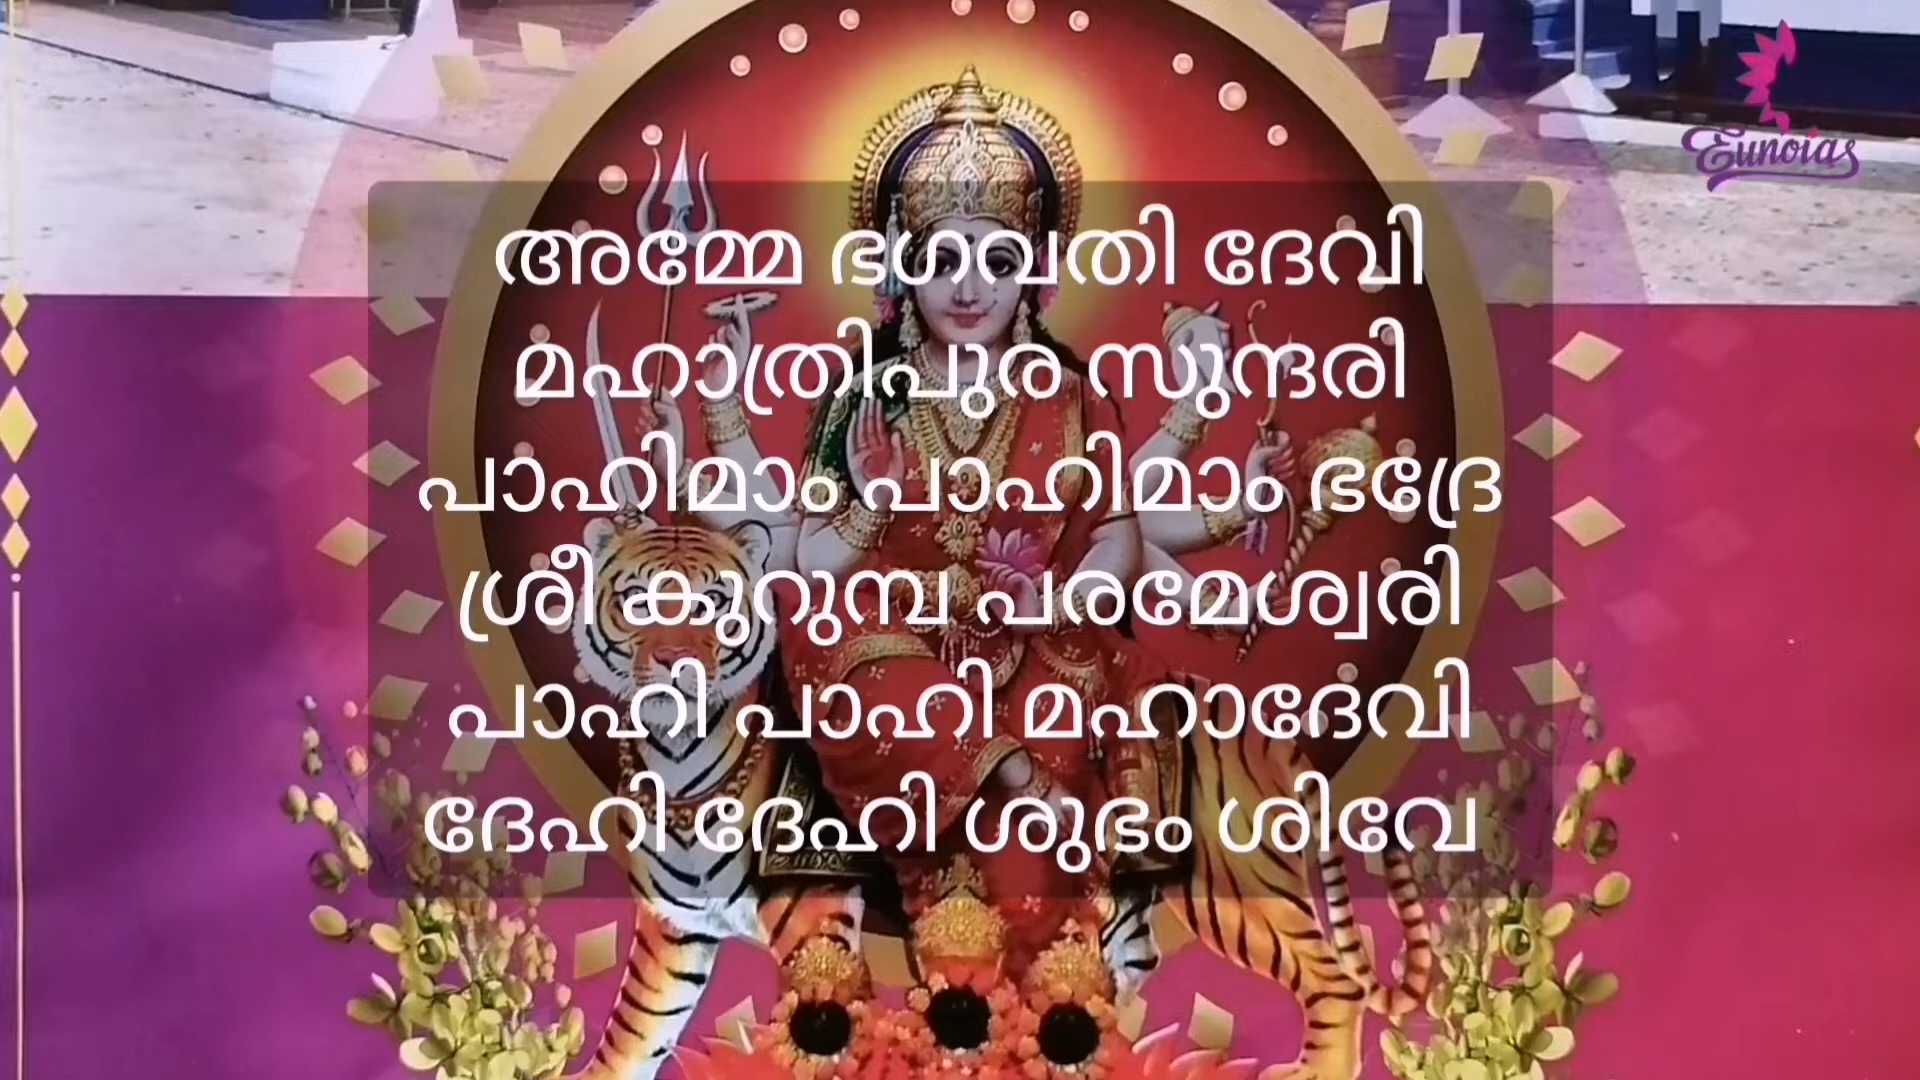 Eunoias
അമ്മേ ഭഗവതി ദേവി
മഹാത്രിപുര സുന്ദരി
പാഹിമാം പാഹിമാം ഭദ്രേ
ശ്രീ കുറുമ്പ പരമേശ്വരി
പാഹി പാഹി മഹാദേവി
ദേഹി ദേഹി ശുഭം ശിവേ